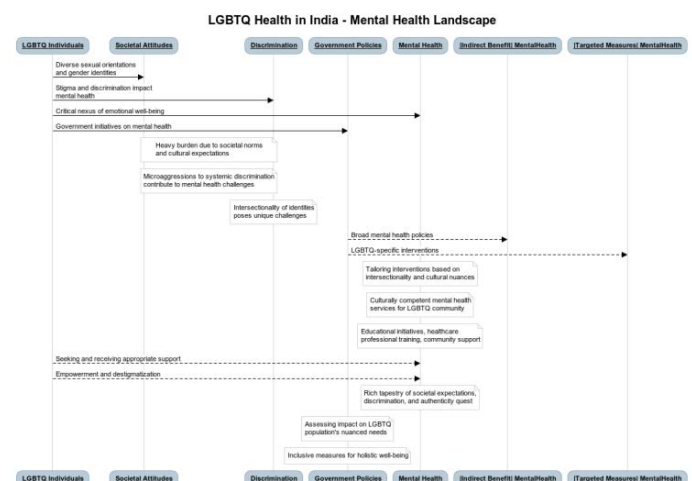 LGBTQ Health in India - Mental Health Landscape
LGBTQ Individuals Societal Attitudes Discrimination Government Policies Mental Health |Indirect Benefit| MentalHealth |Targeted Measures| MentalHealth
Diverse sexual orientations
and gender identities
Stigma and discrimination impact
mental health
Critical nexus of emotional well-being
Government initiatives on mental health
Heavy burden due to societal norms
and cultural expectations
Microaggressions to systemic discrimination
contribute to mental health challenges
Intersectionality of identities
poses unique challenges
Broad mental health policies
LGBTQ-specific interventions
Tailoring interventions based on
intersectionality and cultural nuances
Culturally competent mental health
services for LGBTQ community
Educational initiatives, healthcare
professional training, community support
Seeking and receiving appropriate support
Empowerment and destigmatization
Rich tapestry of societal expectations,
discrimination, and authenticity quest
Assessing impact on LGBTQ
population's nuanced needs
Inclusive measures for holistic well-being
LGBTQ Individuals Societal Attitudes Discrimination Government Policies Mental Health |Indirect Benefit| MentalHealth |Targeted Measures| MentalHealth